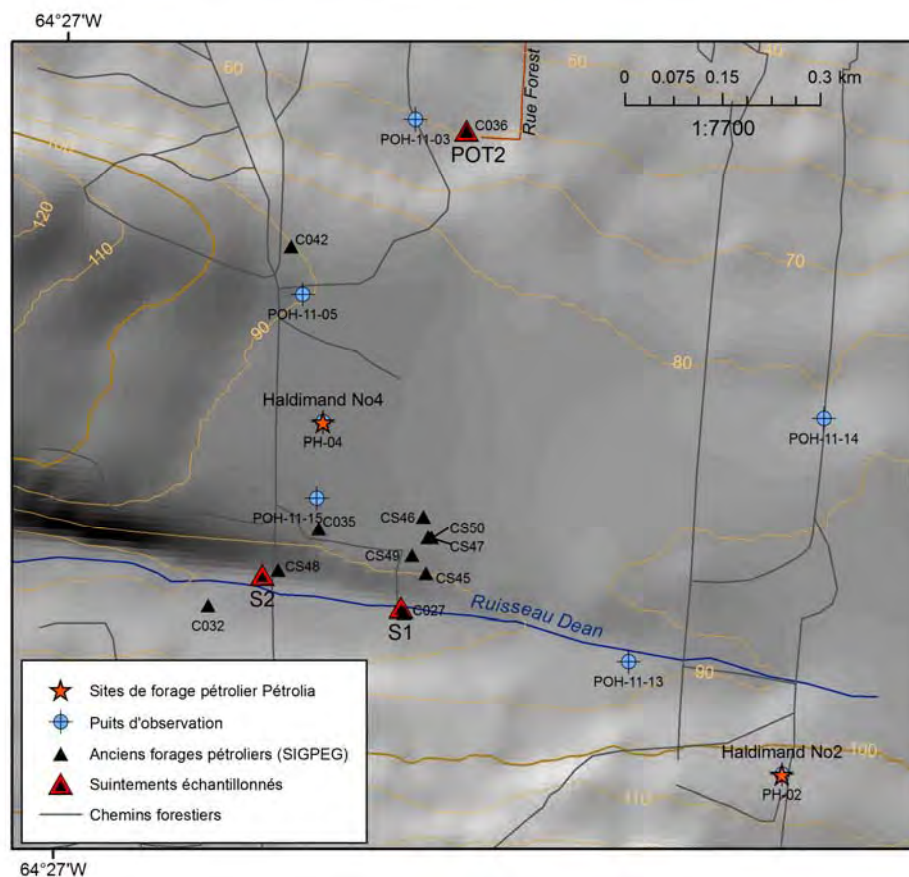 64°27'W
60
60
40
0 0.075 0.15 0.3 km
1:7700
Rue Forest
C036
POH-11-03
POT2
100
120
110
C042
70
POH-11-05
90
80
Haldimand No4
PH-04
POH-11-14
POH-11-15
C035
CS46
CS50
CS47
CS49
CS48
CS45
S2
C032
C027
S1
Ruisseau Dean
POH-11-13
90
Haldimand No2
100
110
PH-02
Sites de forage pétrolier Pétrolia
Puits d'observation
Anciens forages pétroliers (SIGPEG)
Suintements échantillonnés
Chemins forestiers
64°27'W